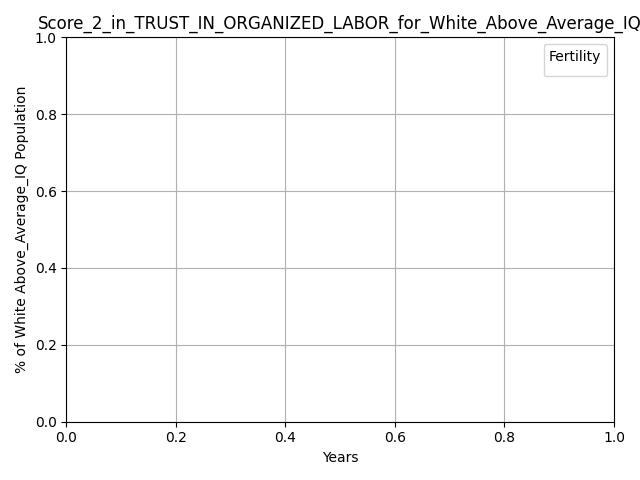 Score_2_in_TRUST_IN_ORGANIZED_LABOR_for_White_Above_Average_IQ
Fertility
% of White Above_Average_IQ Population
1.0
0.8
0.6
0.4
0.2
0.0
0.0 0.2 0.4 0.6 0.8 1.0
Years